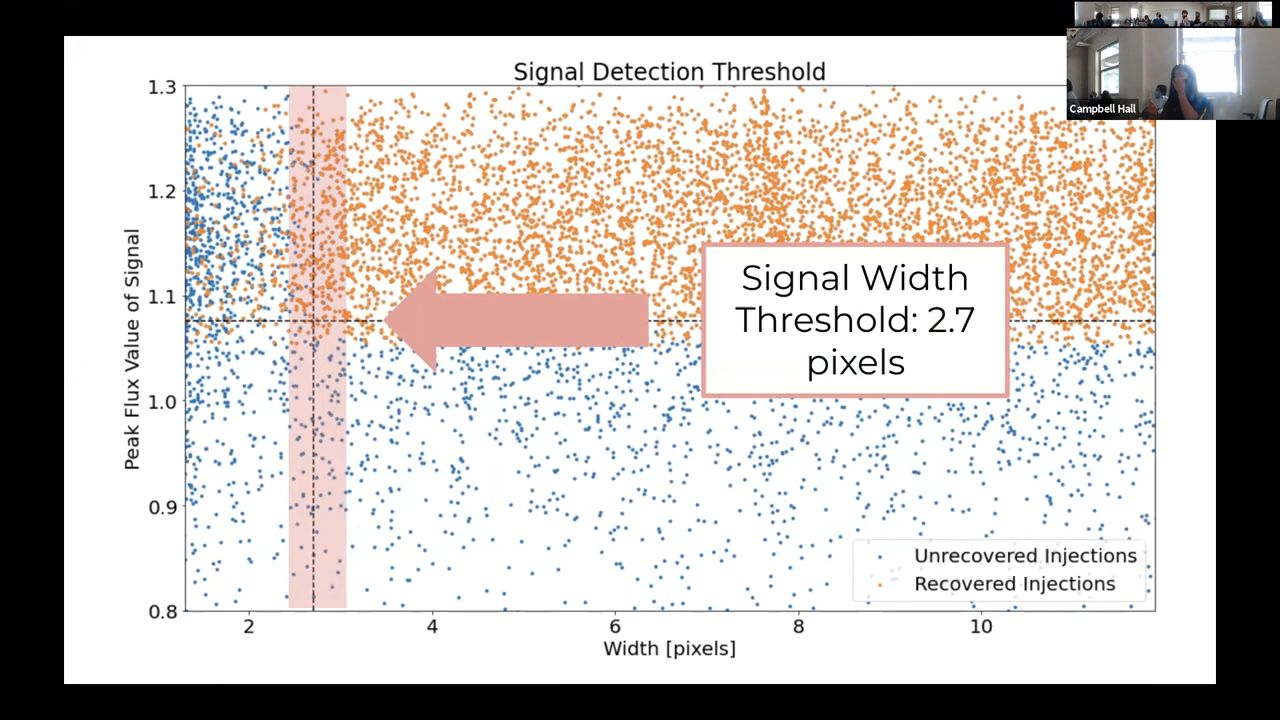 Campbell Hall
Signal Detection Threshold
1.3
1.2
1.1
1.0
0.9
0.8
Peak Flux Value of Signal
Signal Width
Threshold: 2.7
pixels
Unrecovered Injections
Recovered Injections
2 4 6 8 10
Width [pixels]